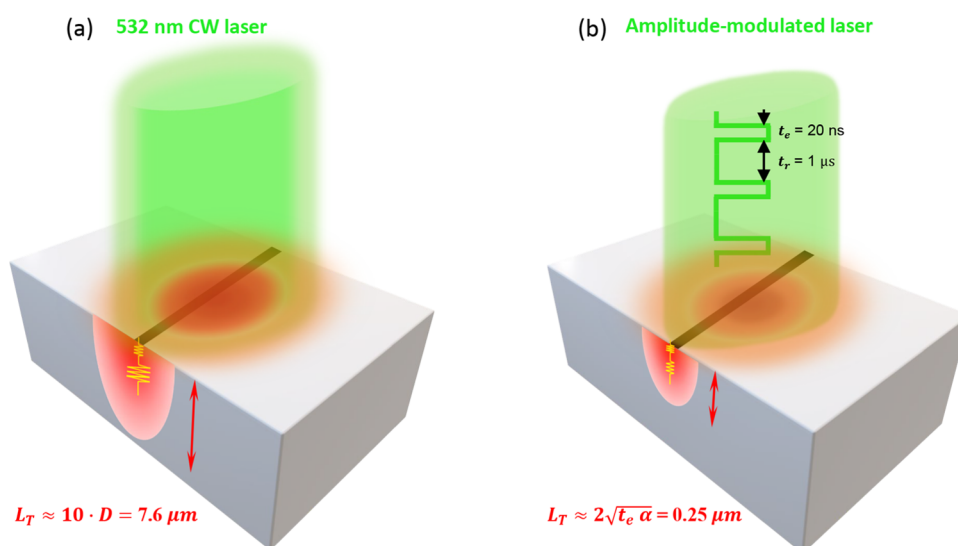 (a) 532 nm CW laser
(b) Amplitude-modulated laser
t_e = 20 ns
t_r = 1 μs
L_T ≈ 10 · D = 7.6 μm
L_T ≈ 2√(t_e α) = 0.25 μm